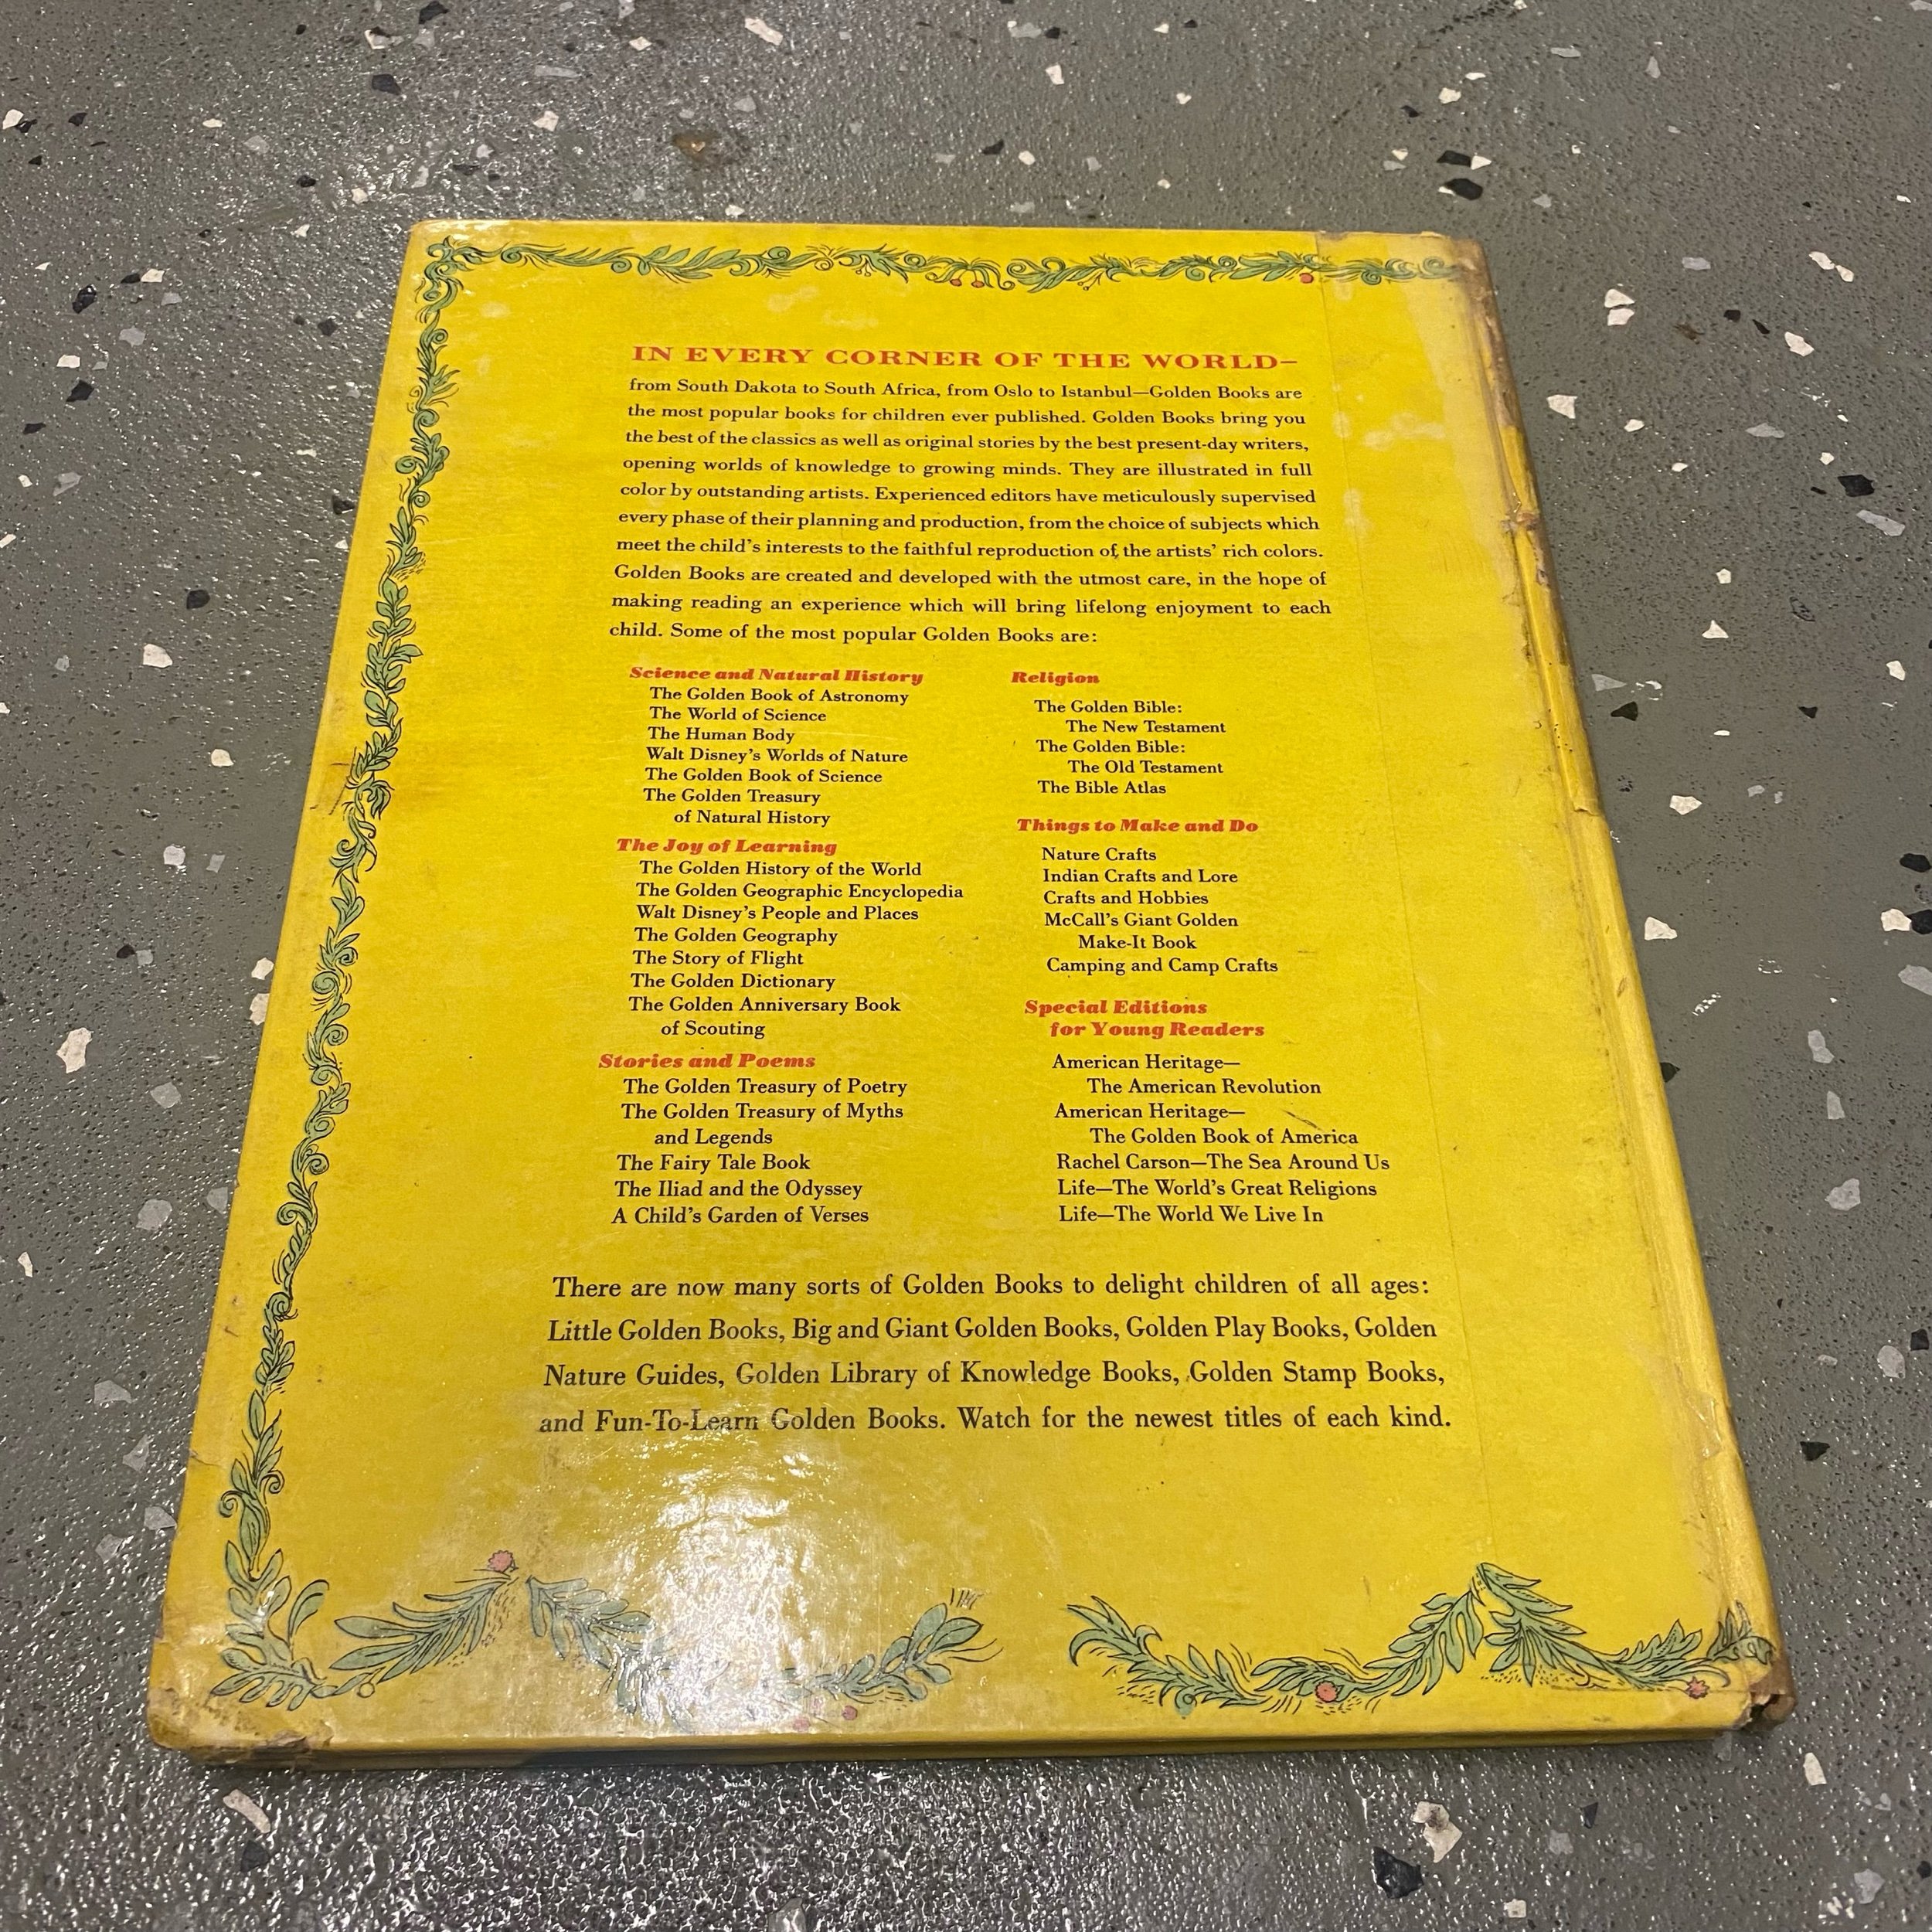 IN EVERY CORNER OF THE WORLD—
from South Dakota to South Africa, from Oslo to Istanbul—Golden Books are
the most popular books for children ever published. Golden Books bring you
the best of the classics as well as original stories by the best present-day writers,
opening worlds of knowledge to growing minds. They are illustrated in full
color by outstanding artists. Experienced editors have meticulously supervised
every phase of their planning and production, from the choice of subjects which
meet the child's interests to the faithful reproduction of the artists' rich colors.
Golden Books are created and developed with the utmost care, in the hope of
making reading an experience which will bring lifelong enjoyment to each
child. Some of the most popular Golden Books are:
Science and Natural History
The Golden Book of Astronomy
The World of Science
The Human Body
Walt Disney's Worlds of Nature
The Golden Book of Science
The Golden Treasury
of Natural History
The Joy of Learning
The Golden History of the World
The Golden Geographic Encyclopedia
Walt Disney's People and Places
The Golden Geography
The Story of Flight
The Golden Dictionary
The Golden Anniversary Book
of Scouting
Stories and Poems
The Golden Treasury of Poetry
The Golden Treasury of Myths
and Legends
The Fairy Tale Book
The Iliad and the Odyssey
A Child's Garden of Verses
Religion
The Golden Bible:
The New Testament
The Golden Bible:
The Old Testament
The Bible Atlas
Things to Make and Do
Nature Crafts
Indian Crafts and Lore
Crafts and Hobbies
McCall's Giant Golden
Make-It Book
Camping and Camp Crafts
Special Editions
for Young Readers
American Heritage—
The American Revolution
American Heritage—
The Golden Book of America
Rachel Carson—The Sea Around Us
Life—The World's Great Religions
Life—The World We Live In
There are now many sorts of Golden Books to delight children of all ages:
Little Golden Books, Big and Giant Golden Books, Golden Play Books, Golden
Nature Guides, Golden Library of Knowledge Books, Golden Stamp Books,
and Fun-To-Learn Golden Books. Watch for the newest titles of each kind.